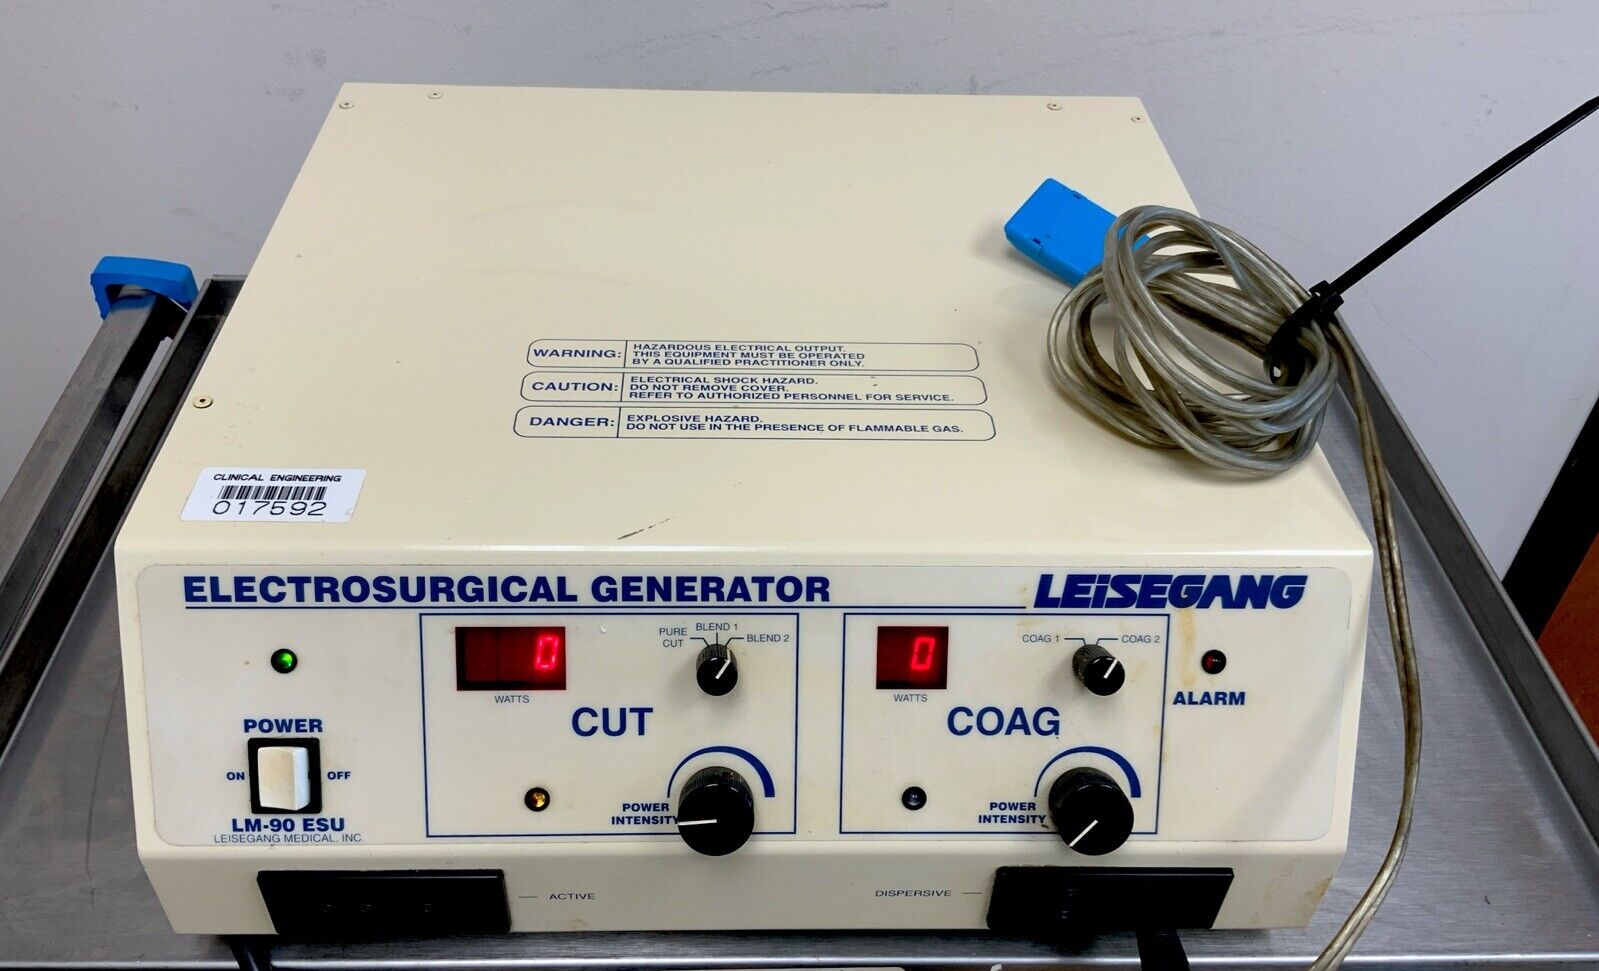 WARNING: HAZARDOUS ELECTRICAL OUTPUT.
THIS EQUIPMENT MUST BE OPERATED
BY A QUALIFIED PRACTITIONER ONLY.
CAUTION: ELECTRICAL SHOCK HAZARD.
DO NOT REMOVE COVER.
REFER TO AUTHORIZED PERSONNEL FOR SERVICE.
DANGER: EXPLOSIVE HAZARD.
DO NOT USE IN THE PRESENCE OF FLAMMABLE GAS.
CLINICAL ENGINEERING
017592
ELECTROSURGICAL GENERATOR
LEiSEGANG
POWER
ON OFF
LM-90 ESU
LEISEGANG MEDICAL, INC.
0
WATTS
PURE CUT
BLEND 1
BLEND 2
CUT
POWER
INTENSITY
0
WATTS
COAG 1
COAG 2
COAG
POWER
INTENSITY
ALARM
ACTIVE
DISPERSIVE